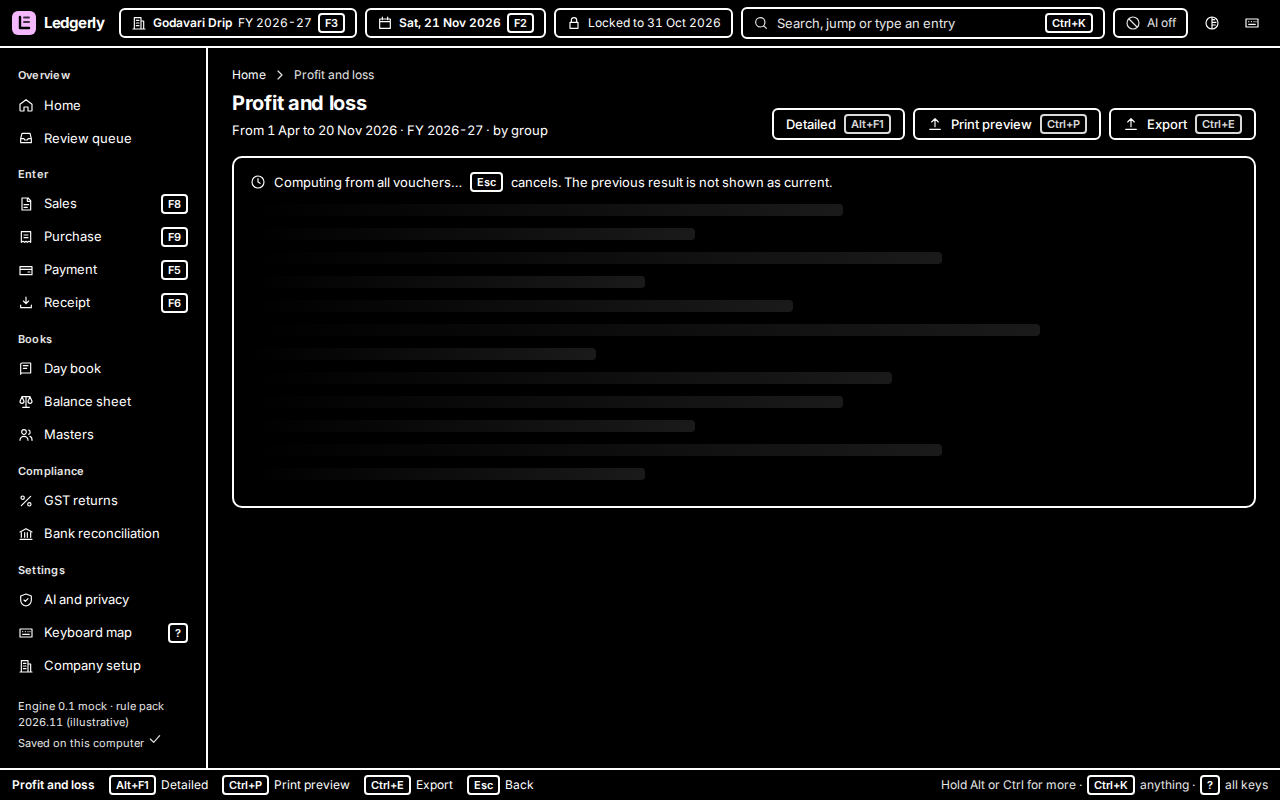 Ledgerly
Godavari Drip FY 2026-27 F3
Sat, 21 Nov 2026 F2
Locked to 31 Oct 2026
Search, jump or type an entry Ctrl+K
AI off
Overview
Home
Review queue
Enter
Sales F8
Purchase F9
Payment F5
Receipt F6
Books
Day book
Balance sheet
Masters
Compliance
GST returns
Bank reconciliation
Settings
AI and privacy
Keyboard map ?
Company setup
Engine 0.1 mock · rule pack
2026.11 (illustrative)
Saved on this computer
Home Profit and loss
Profit and loss
From 1 Apr to 20 Nov 2026 · FY 2026-27 · by group
Detailed Alt+F1
Print preview Ctrl+P
Export Ctrl+E
Computing from all vouchers... Esc cancels. The previous result is not shown as current.
Profit and loss Alt+F1 Detailed Ctrl+P Print preview Ctrl+E Export Esc Back
Hold Alt or Ctrl for more · Ctrl+K anything · ? all keys